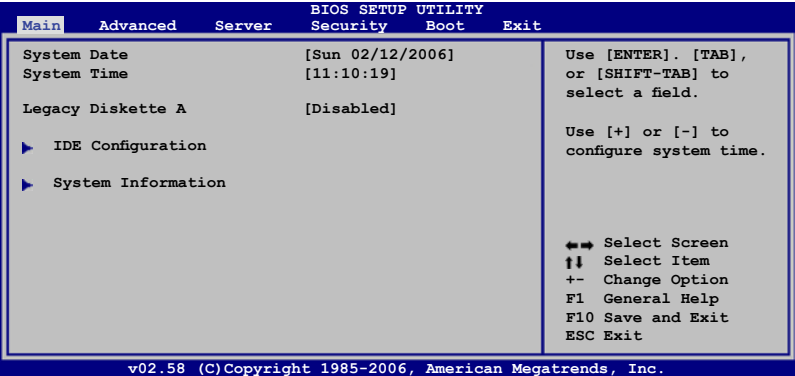 BIOS SETUP UTILITY
Main Advanced Server Security Boot Exit
System Date [Sun 02/12/2006]
System Time [11:10:19]
Legacy Diskette A [Disabled]
IDE Configuration
System Information
Use [ENTER]. [TAB],
or [SHIFT-TAB] to
select a field.
Use [+] or [-] to
configure system time.
Select Screen
Select Item
+- Change Option
F1 General Help
F10 Save and Exit
ESC Exit
v02.58 (C)Copyright 1985-2006, American Megatrends, Inc.